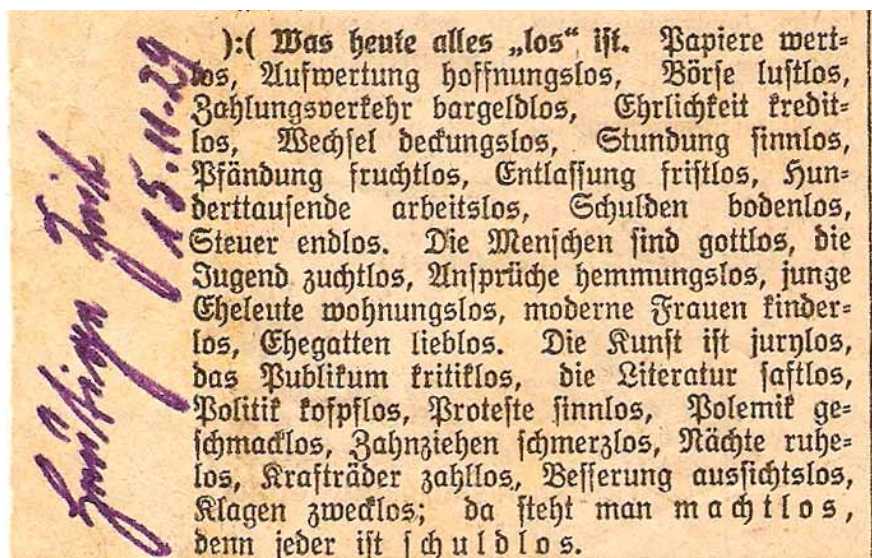 ):( Was heute alles „los“ ist. Papiere wert=
los, Aufwertung hoffnungslos, Börse lustlos,
Zahlungsverkehr bargeldlos, Ehrlichkeit kredit=
los, Wechsel deckungslos, Stundung sinnlos,
Pfändung fruchtlos, Entlassung fristlos, Hun=
derttausende arbeitslos, Schulden bodenlos,
Steuer endlos. Die Menschen sind gottlos, die
Jugend zuchtlos, Ansprüche hemmungslos, junge
Eheleute wohnungslos, moderne Frauen kinder=
los, Ehegatten lieblos. Die Kunst ist jurylos,
das Publikum kritiklos, die Literatur saftlos,
Politik kofpflos, Proteste sinnlos, Polemik ge=
schmacklos, Zahnziehen schmerzlos, Nächte ruhe=
los, Krafträder zahllos, Besserung aussichtslos,
Klagen zwecklos; da steht man machtlos,
denn jeder ist schuldlos.
15.11.29